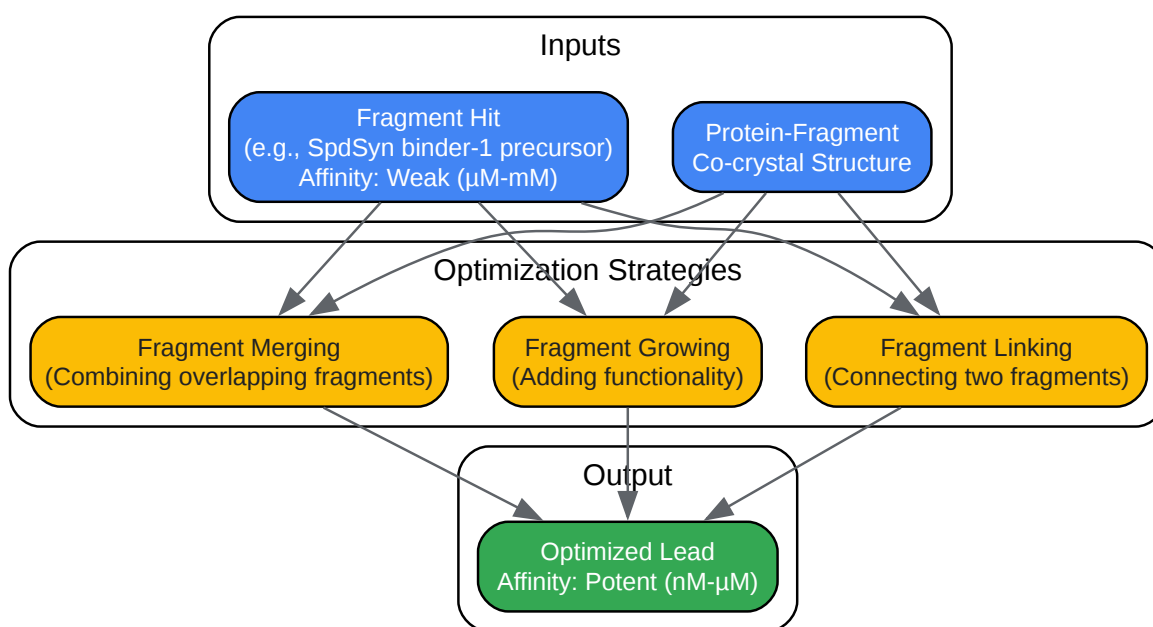 Inputs
Fragment Hit
(e.g., SpdSyn binder-1 precursor)
Affinity: Weak (µM-mM)
Protein-Fragment
Co-crystal Structure
Optimization Strategies
Fragment Merging
(Combining overlapping fragments)
Fragment Growing
(Adding functionality)
Fragment Linking
(Connecting two fragments)
Output
Optimized Lead
Affinity: Potent (nM-µM)